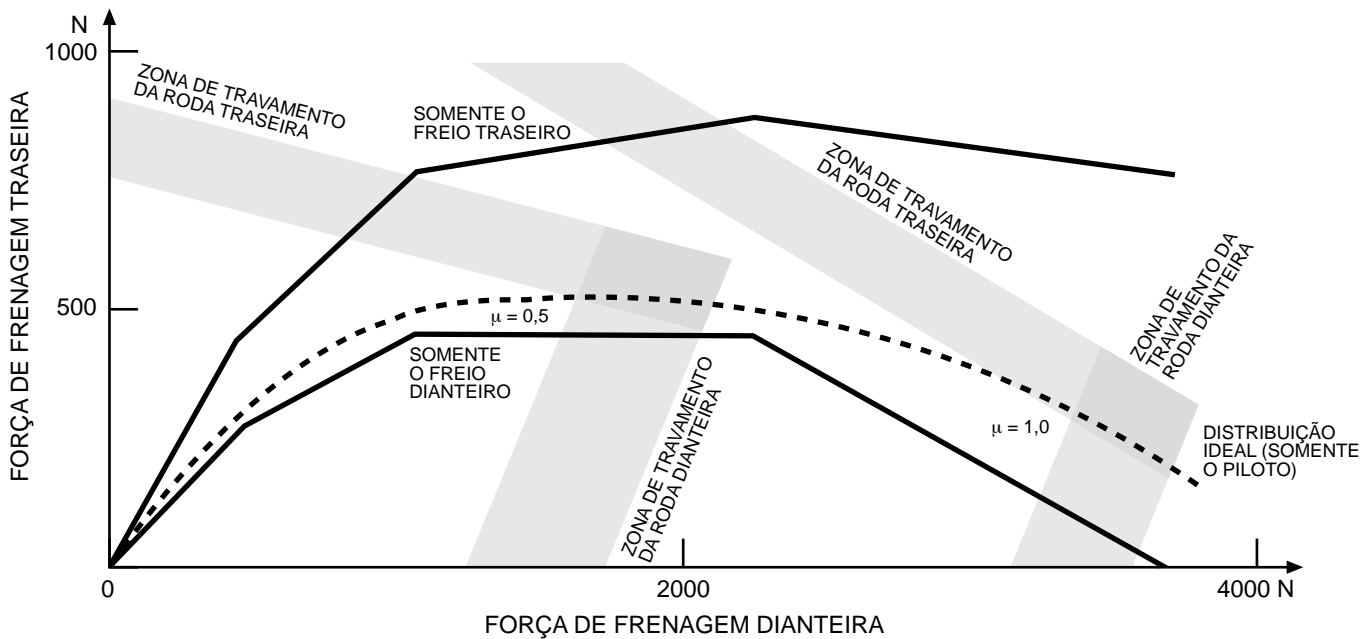 N
1000
500
0
2000
4000 N
FORÇA DE FRENAGEM TRASEIRA
FORÇA DE FRENAGEM DIANTEIRA
ZONA DE TRAVAMENTO
DA RODA TRASEIRA
SOMENTE O
FREIO TRASEIRO
ZONA DE TRAVAMENTO
DA RODA TRASEIRA
ZONA DE
TRAVAMENTO DA
RODA DIANTEIRA
μ = 0,5
SOMENTE
O FREIO
DIANTEIRO
ZONA DE TRAVAMENTO
DA RODA DIANTEIRA
μ = 1,0
DISTRIBUIÇÃO
IDEAL (SOMENTE
O PILOTO)